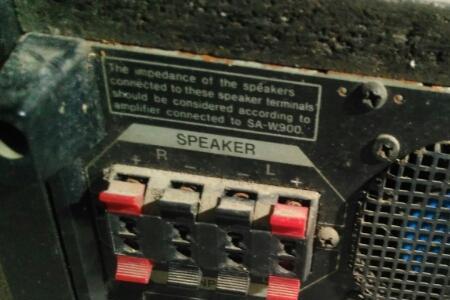 The impedance of the speakers
connected to these speaker terminals
should be considered according to
amplifier connected to SA-W900.
SPEAKER
+ R − − L +